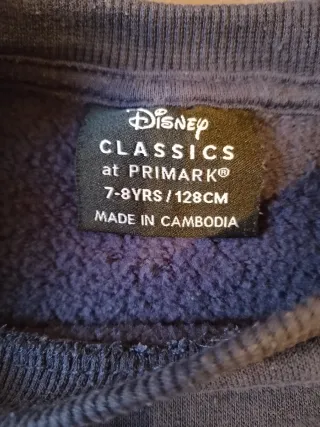 Disney
CLASSICS
at PRIMARK®
7-8YRS / 128CM
MADE IN CAMBODIA